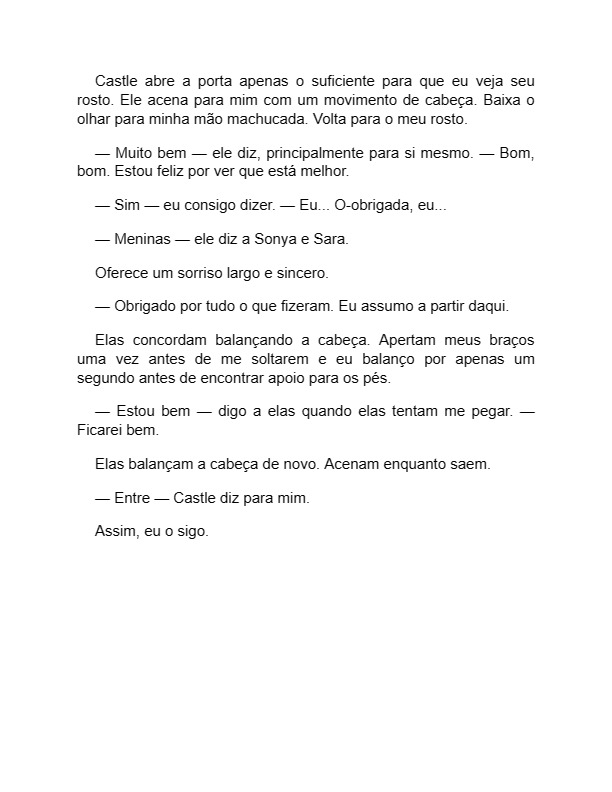 Castle abre a porta apenas o suficiente para que eu veja seu
rosto. Ele acena para mim com um movimento de cabeça. Baixa o
olhar para minha mão machucada. Volta para o meu rosto.
— Muito bem — ele diz, principalmente para si mesmo. — Bom,
bom. Estou feliz por ver que está melhor.
— Sim — eu consigo dizer. — Eu... O-obrigada, eu...
— Meninas — ele diz a Sonya e Sara.
Oferece um sorriso largo e sincero.
— Obrigado por tudo o que fizeram. Eu assumo a partir daqui.
Elas concordam balançando a cabeça. Apertam meus braços
uma vez antes de me soltarem e eu balanço por apenas um
segundo antes de encontrar apoio para os pés.
— Estou bem — digo a elas quando elas tentam me pegar. —
Ficarei bem.
Elas balançam a cabeça de novo. Acenam enquanto saem.
— Entre — Castle diz para mim.
Assim, eu o sigo.